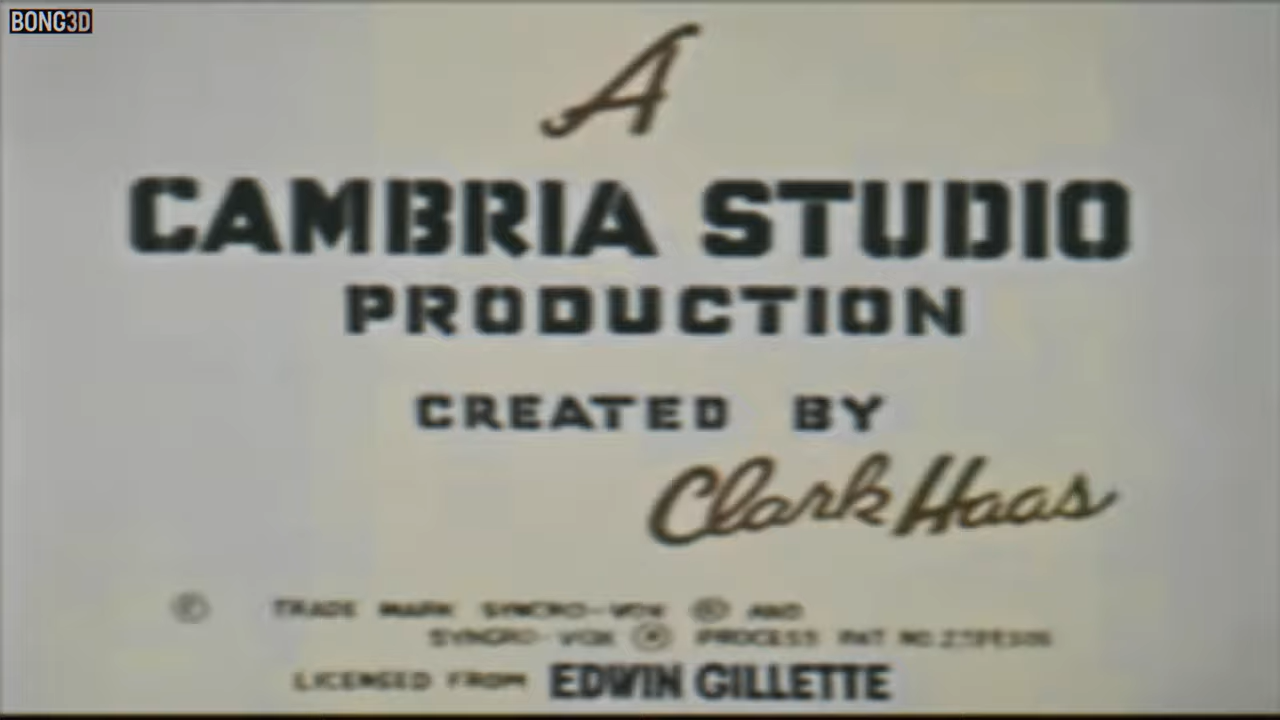 BONG3D
A
CAMBRIA STUDIO
PRODUCTION
CREATED BY
Clark Haas
© TRADE MARK SYNCRO-VOX ® AND
SYNCRO-VOX ® PROCESS PAT NO.
LICENSED FROM EDWIN GILLETTE